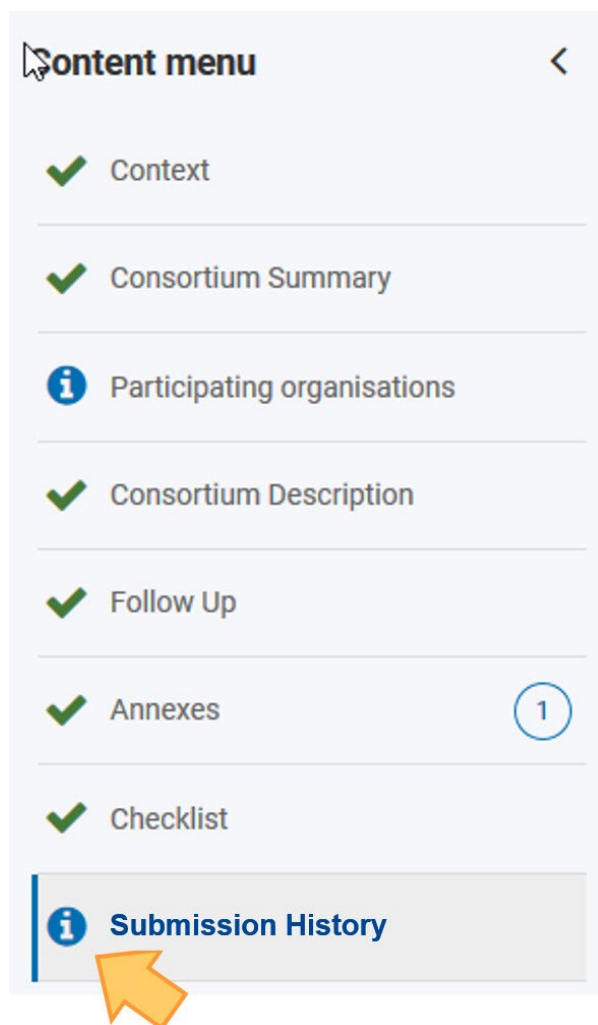 Content menu
Context
Consortium Summary
Participating organisations
Consortium Description
Follow Up
Annexes 1
Checklist
Submission History